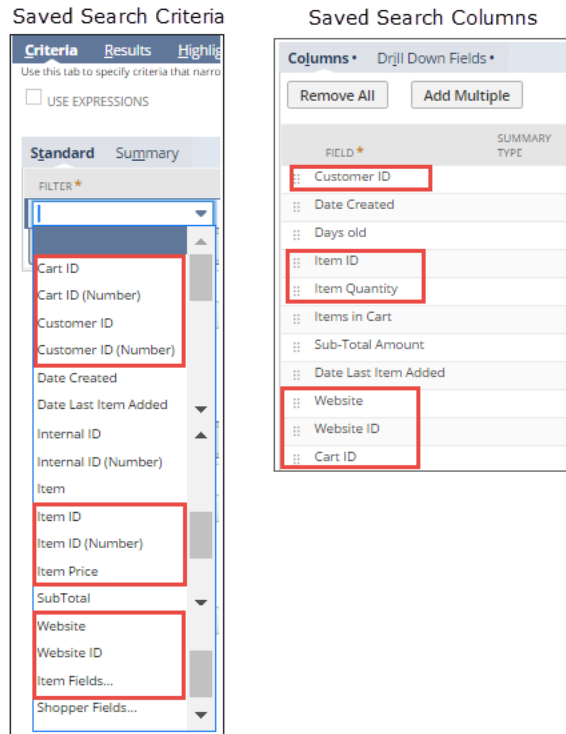 Saved Search Criteria
Criteria Results Highlig
Use this tab to specify criteria that narro
USE EXPRESSIONS
Standard Summary
FILTER *
Cart ID
Cart ID (Number)
Customer ID
Customer ID (Number)
Date Created
Date Last Item Added
Internal ID
Internal ID (Number)
Item
Item ID
Item ID (Number)
Item Price
SubTotal
Website
Website ID
Item Fields...
Shopper Fields...
Saved Search Columns
Columns • Drill Down Fields •
Remove All Add Multiple
FIELD * SUMMARY TYPE
Customer ID
Date Created
Days old
Item ID
Item Quantity
Items in Cart
Sub-Total Amount
Date Last Item Added
Website
Website ID
Cart ID